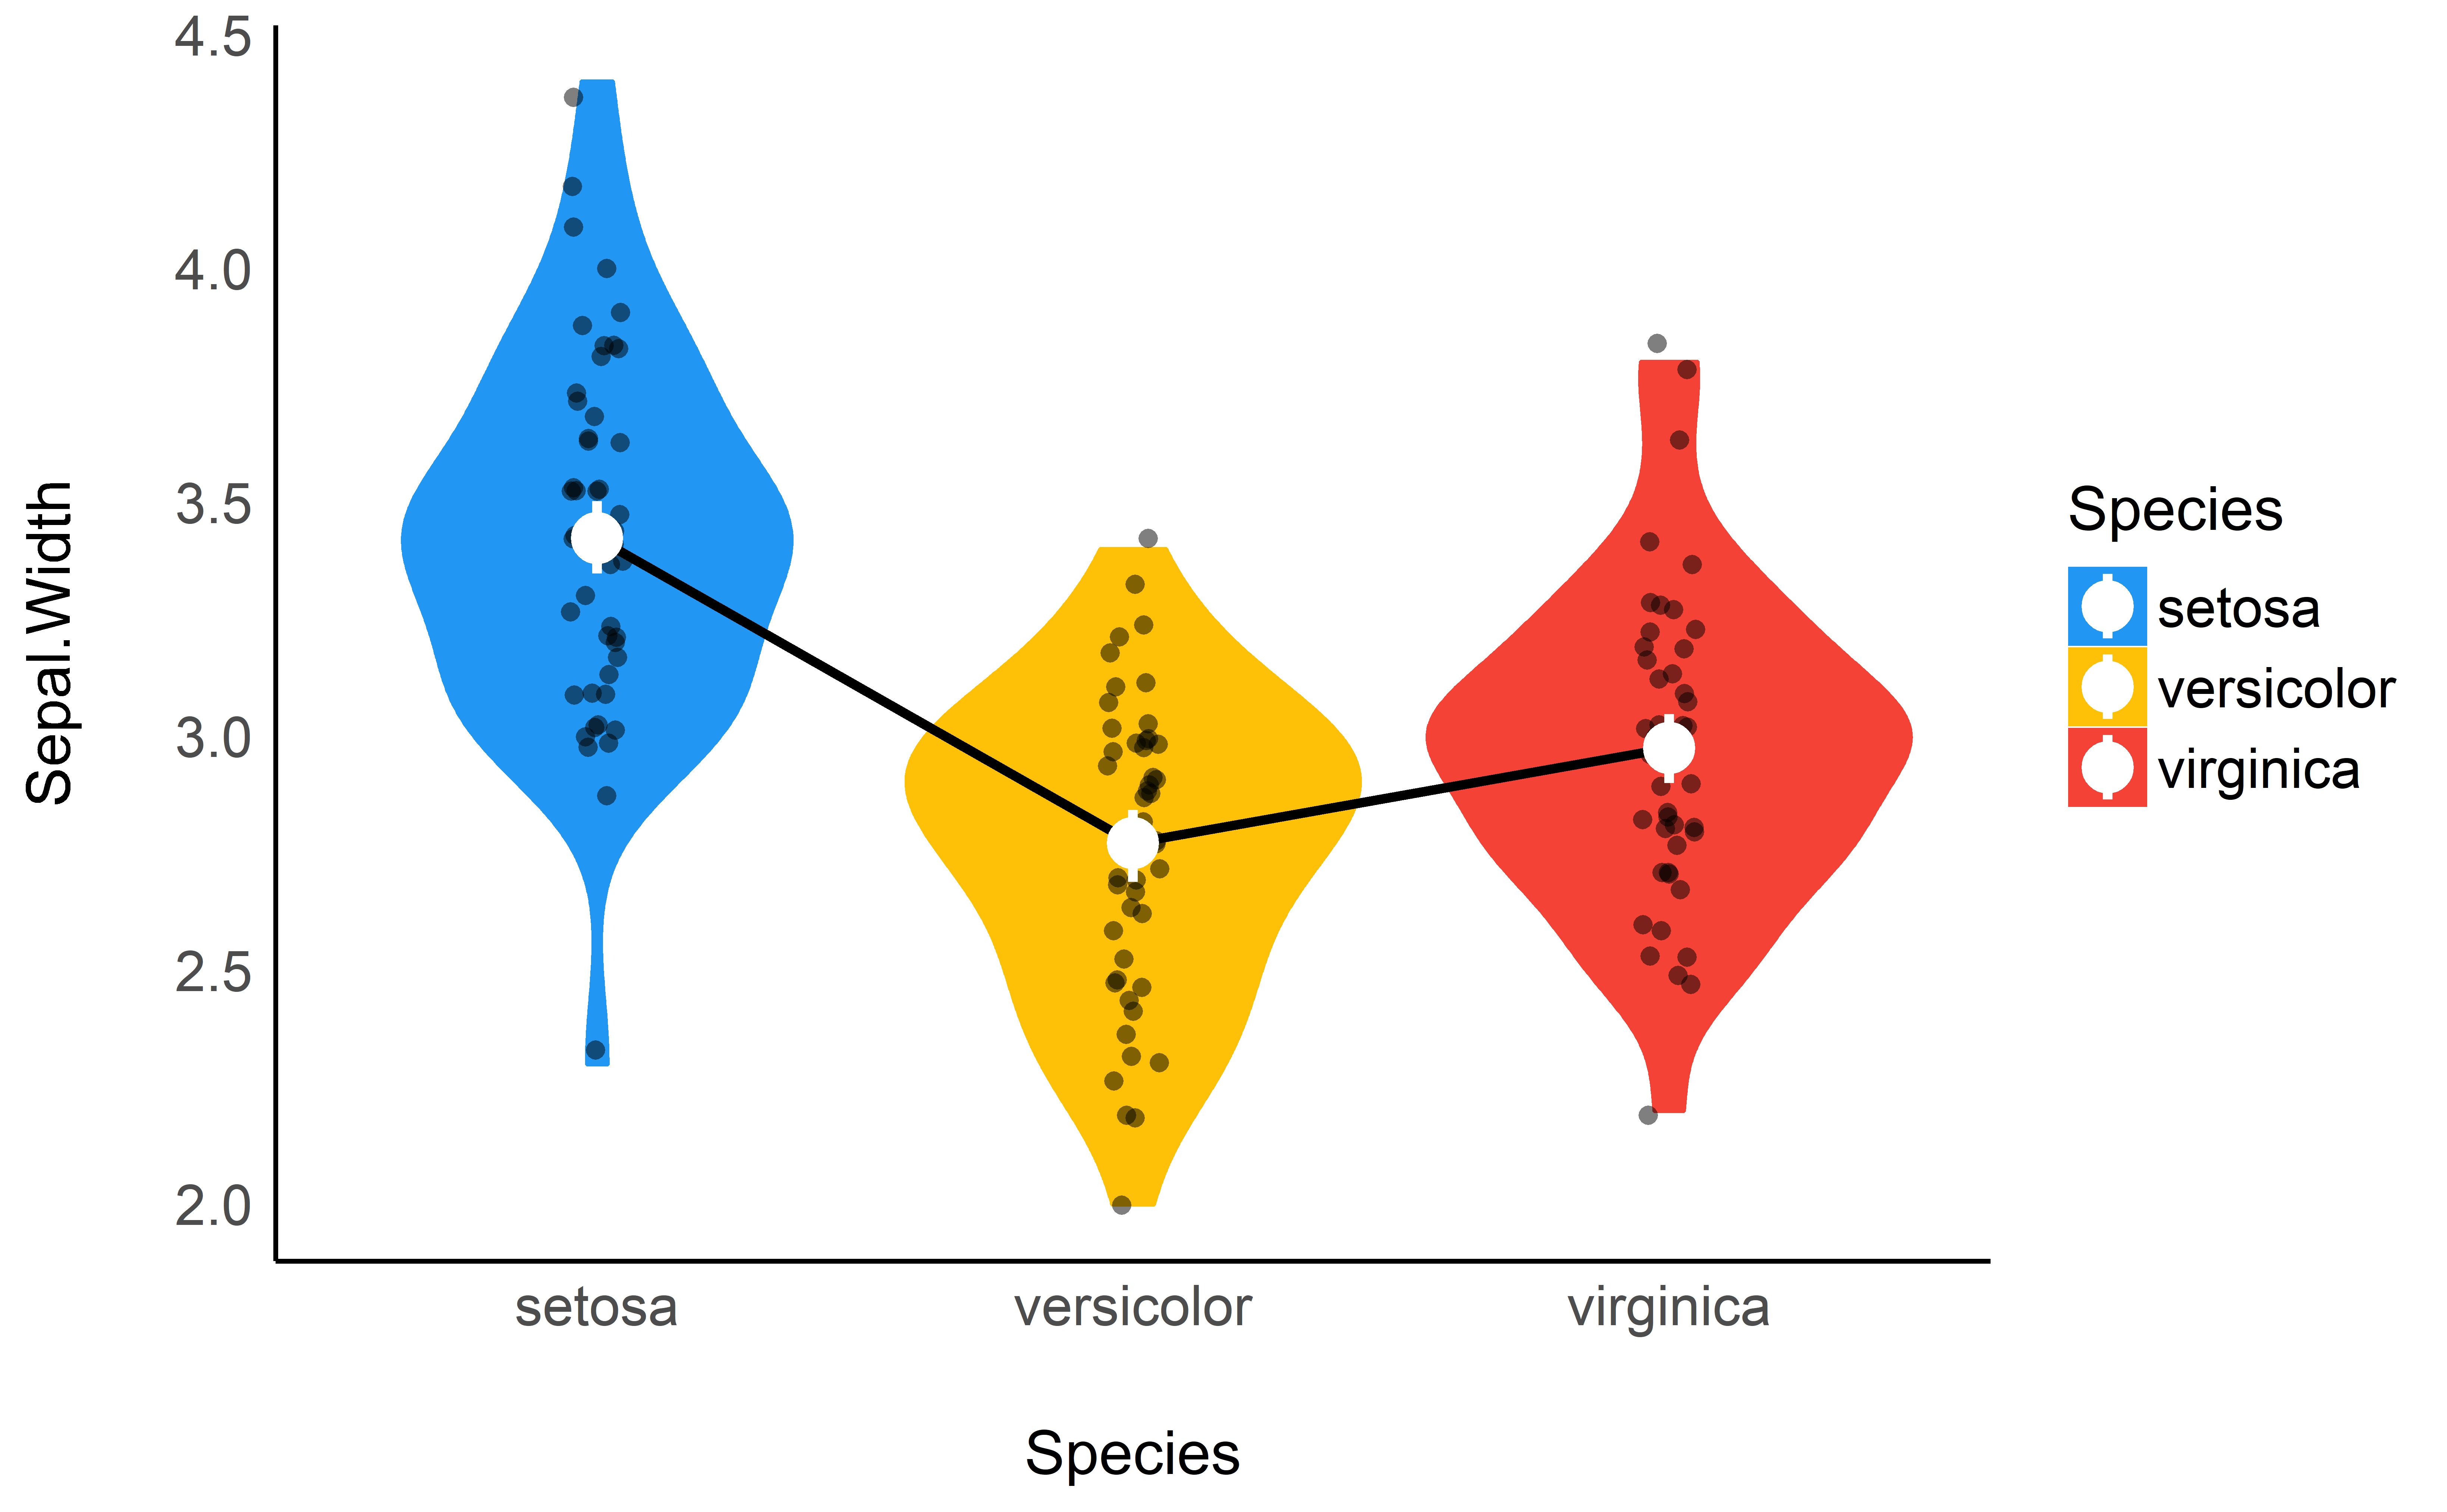 Sepal.Width
4.5
4.0
3.5
3.0
2.5
2.0
setosa
versicolor
virginica
Species
Species
setosa
versicolor
virginica